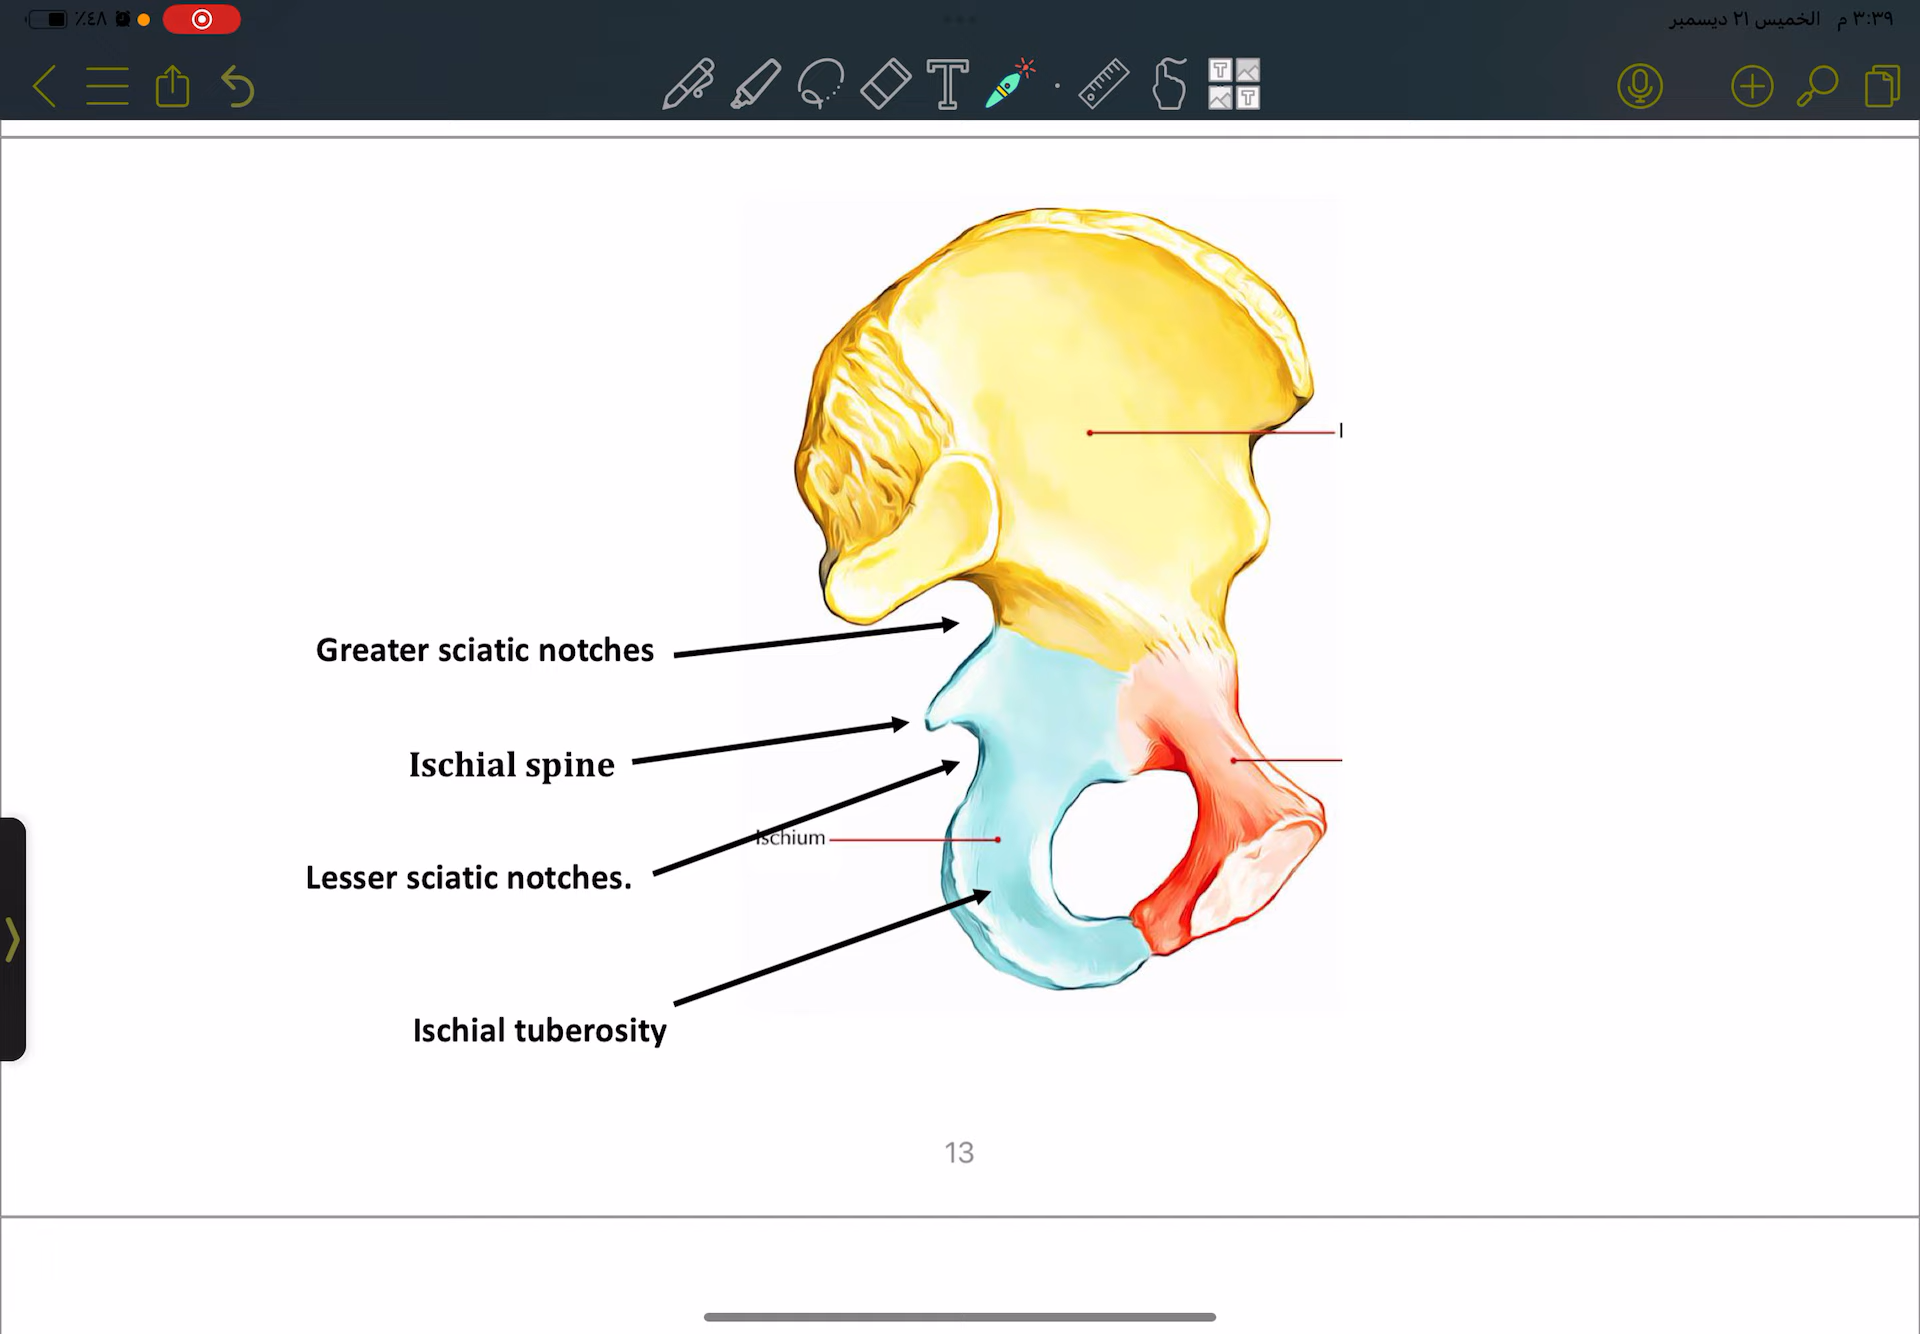 ٪٤٨
٣:٣٩ م الخميس ٢١ ديسمبر
Greater sciatic notches
Ischial spine
Ischium
Lesser sciatic notches.
Ischial tuberosity
13